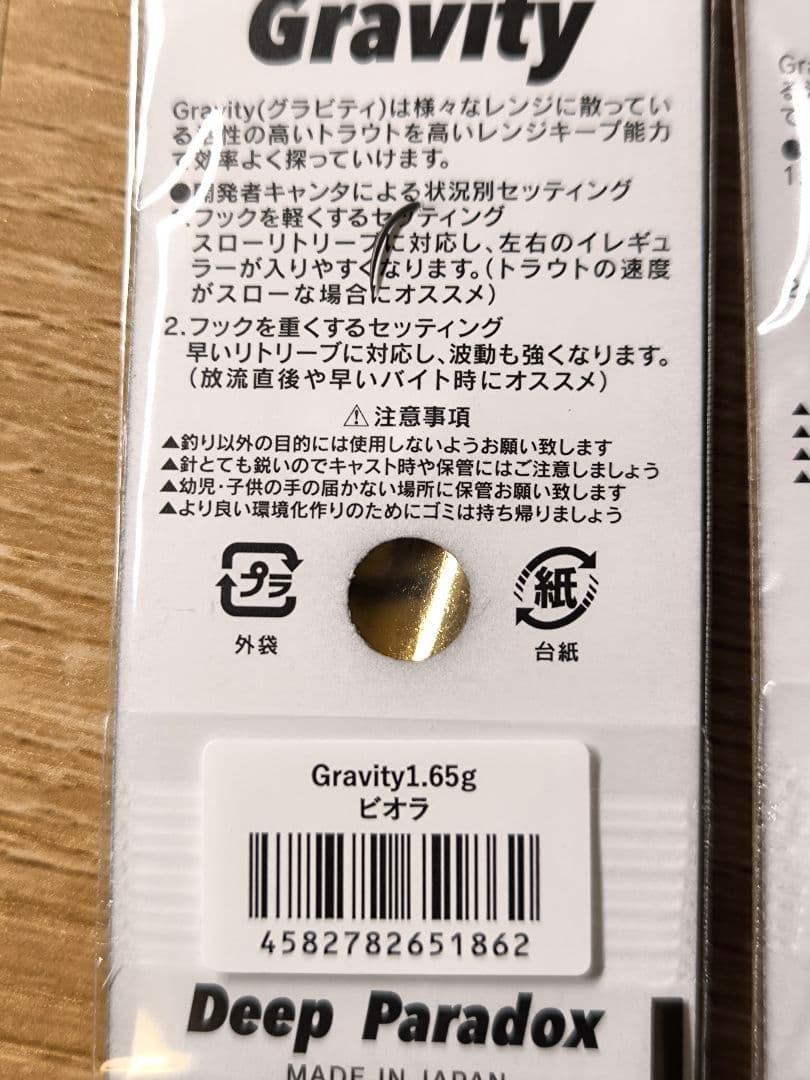 Gravity
Gravity(グラビティ)は様々なレンジに散ってい
る活性の高いトラウトを高いレンジキープ能力
で効率よく探っていけます。
●開発者キャンタによる状況別セッティング
1.フックを軽くするセッティング
スローリトリーブに対応し、左右のイレギュ
ラーが入りやすくなります。(トラウトの速度
がスローな場合にオススメ)
2.フックを重くするセッティング
早いリトリーブに対応し、波動も強くなります。
(放流直後や早いバイト時にオススメ)
⚠注意事項
▲釣り以外の目的には使用しないようお願い致します
▲針とても鋭いのでキャスト時や保管にはご注意しましょう
▲幼児・子供の手の届かない場所に保管お願い致します
▲より良い環境化作りのためにゴミは持ち帰りましょう
プラ
外袋
紙
台紙
Gravity1.65g
ビオラ
4582782651862
Deep Paradox
MADE IN JAPAN